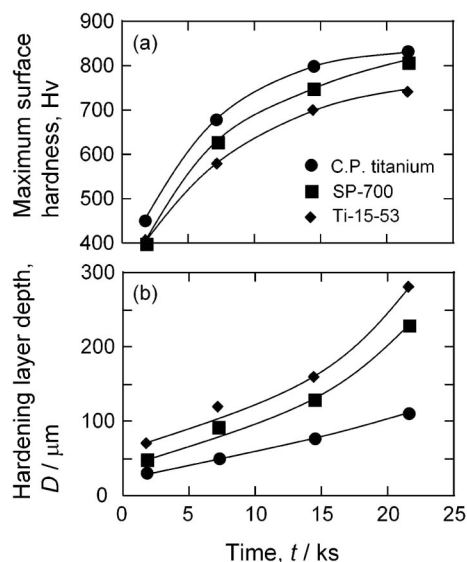 Maximum surface
hardness, Hv
900
800
700
600
500
400
(a)
C.P. titanium
SP-700
Ti-15-53
Hardening layer depth,
D / μm
300
200
100
0
(b)
0 5 10 15 20 25
Time, t / ks